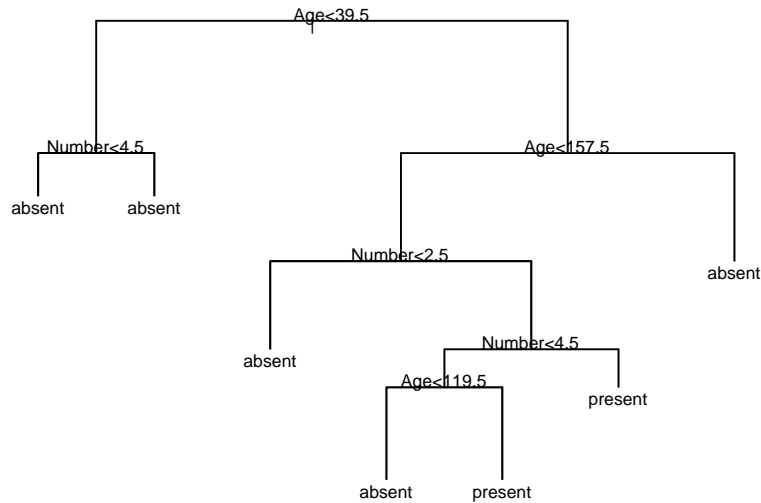 Age<39.5
Number<4.5
Age<157.5
absent
absent
Number<2.5
absent
Number<4.5
absent
Age<119.5
present
absent
present